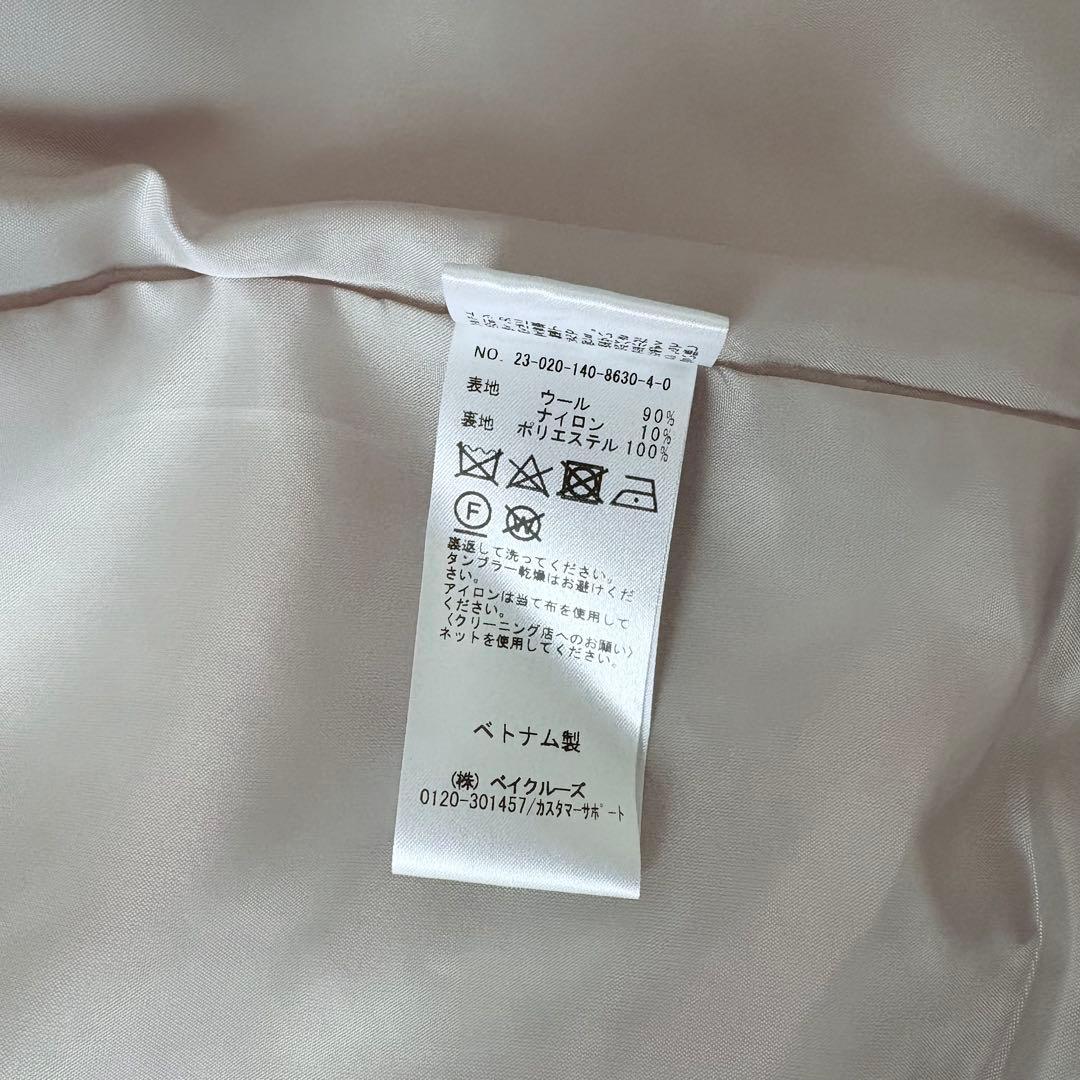 NO. 23-020-140-8630-4-0
表地 ウール 90%
ナイロン 10%
裏地 ポリエステル 100%
F
W
裏返して洗ってください。
タンブラー乾燥はお避けくだ
さい。
アイロンは当て布を使用して
ください。
〈クリーニング店へのお願い〉
ネットを使用してください。
ベトナム製
(株) ベイクルーズ
0120-301457/カスタマーサポート